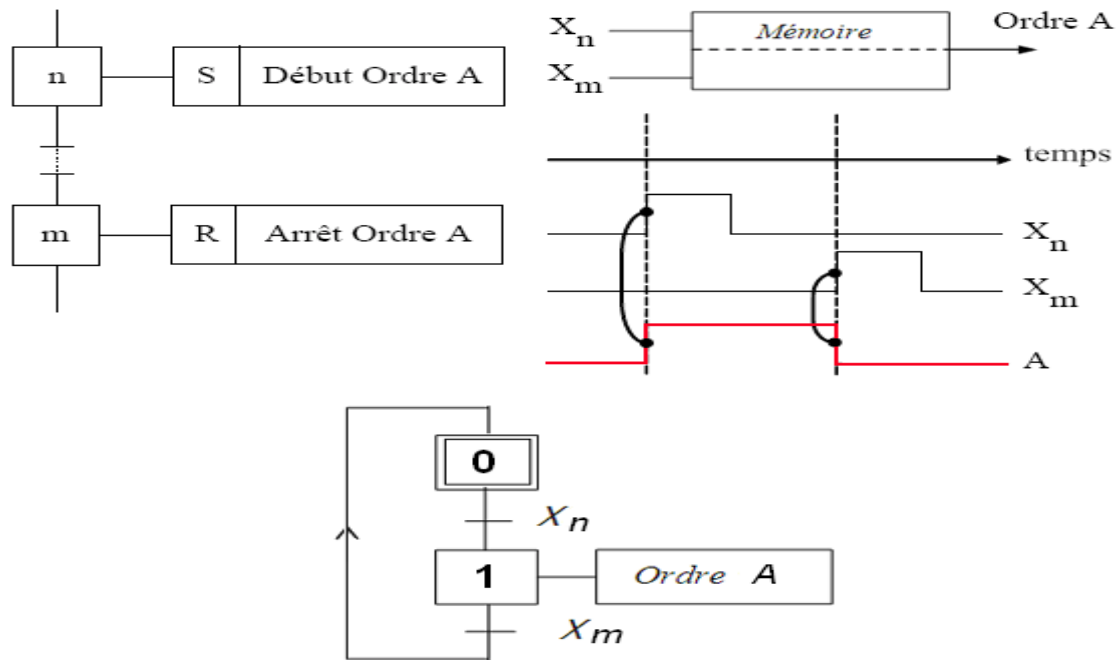 n S Début Ordre A
m R Arrêt Ordre A
Xn Mémoire Ordre A
Xm
temps
Xn
Xm
A
0
Xn
1 Ordre A
Xm